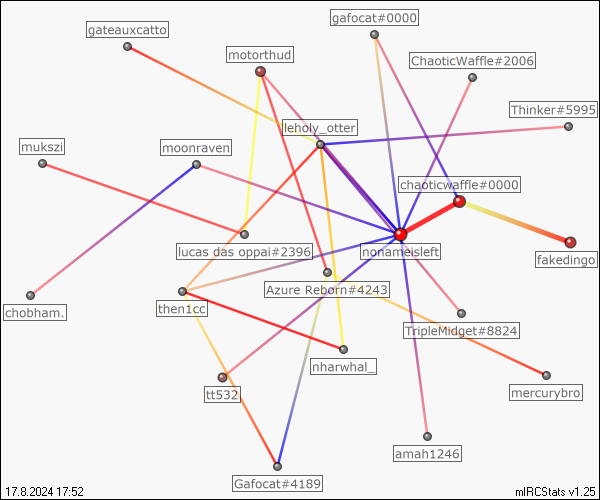 gafocat#0000
gateauxcatto
motorthud
ChaoticWaffle#2006
Thinker#5995
leholy_otter
mukszi
moonraven
chaoticwaffle#0000
lucas das oppai#2396
nonameisleft
fakedingo
Azure Reborn#4243
chobham.
then1cc
TripleMidget#8824
nharwhal_
tt532
mercurybro
amah1246
Gafocat#4189
17.8.2024 17:52
mIRCStats v1.25